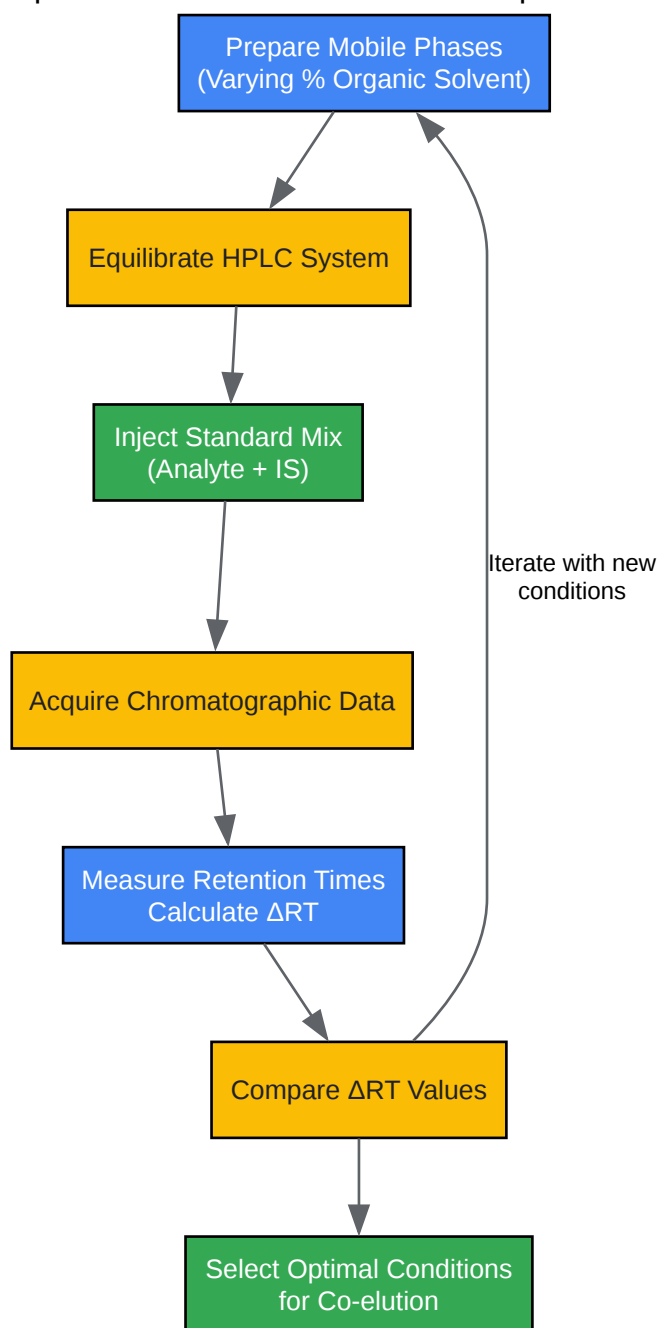 Prepare Mobile Phases
(Varying % Organic Solvent)
Equilibrate HPLC System
Inject Standard Mix
(Analyte + IS)
Iterate with new
conditions
Acquire Chromatographic Data
Measure Retention Times
Calculate ΔRT
Compare ΔRT Values
Select Optimal Conditions
for Co-elution